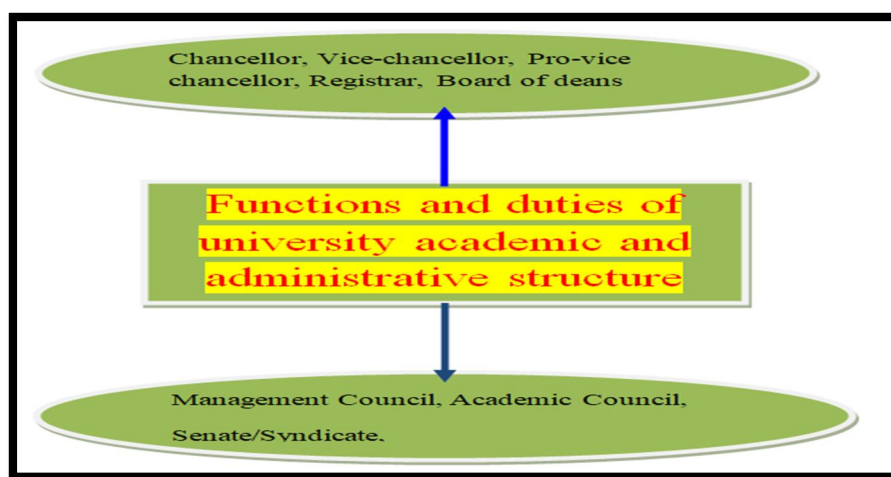 Chancellor, Vice-chancellor, Pro-vice
chancellor, Registrar, Board of deans
Functions and duties of
university academic and
administrative structure
Management Council, Academic Council,
Senate/Syndicate.